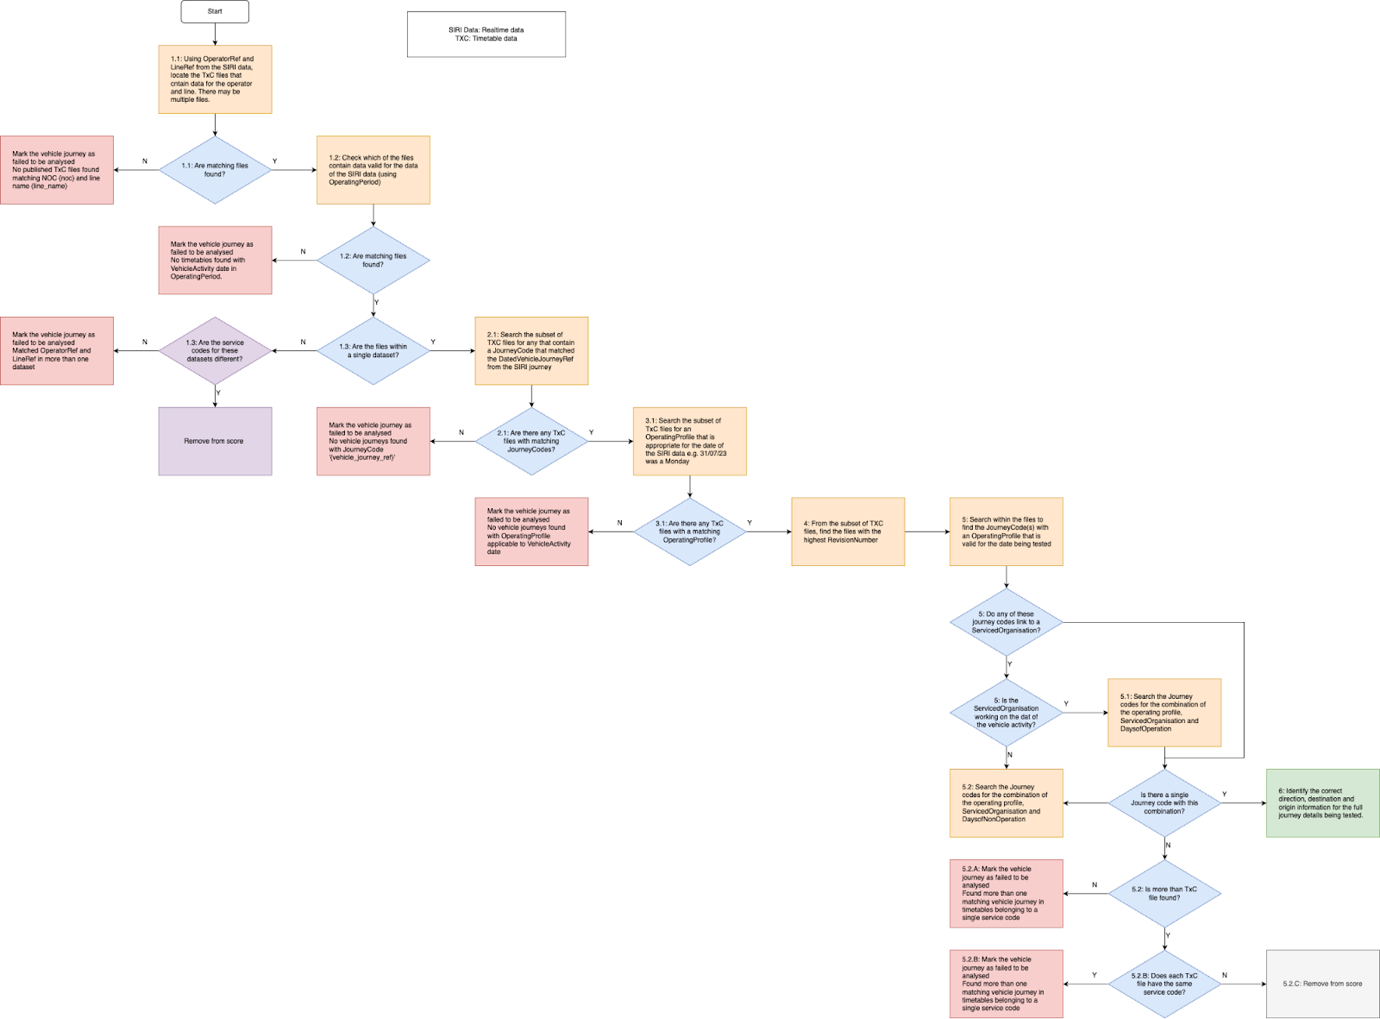 Start
SIRI Data: Realtime data
TXC: Timetable data
1.1: Using OperatorRef and
LineRef from the SIRI data,
locate the TxC files that
cntain data for the operator
and line. There may be
multiple files.
Mark the vehicle journey as
failed to be analysed
No published TxC files found
matching NOC {noc} and line
name {line_name}
N
1.1: Are matching files
found?
Y
1.2: Check which of the files
contain data valid for the data
of the SIRI data (using
OperatingPeriod)
Mark the vehicle journey as
failed to be analysed
No timetables found with
VehicleActivity date in
OperatingPeriod.
N
1.2: Are matching files
found?
Y
Mark the vehicle journey as
failed to be analysed
Matched OperatorRef and
LineRef in more than one
dataset
N
1.3: Are the service
codes for these
datasets different?
N
1.3: Are the files within
a single dataset?
Y
2.1: Search the subset of
TXC files for any that contain
a JourneyCode that matched
the DatedVehicleJourneyRef
from the SIRI journey
Y
Remove from score
Mark the vehicle journey as
failed to be analysed
No vehicle journeys found
with JourneyCode
'{vehicle_journey_ref}'
N
2.1: Are there any TxC
files with matching
JourneyCodes?
Y
3.1: Search the subset of
TxC files for an
OperatingProfile that is
appropriate for the date of
the SIRI data e.g. 31/07/23
was a Monday
Mark the vehicle journey as
failed to be analysed
No vehicle journeys found
with OperatingProfile
applicable to VehicleActivity
date
N
3.1: Are there any TxC
files with a matching
OperatingProfile?
Y
4: From the subset of TXC
files, find the files with the
highest RevisionNumber
5: Search within the files to
find the JourneyCode(s) with
an OperatingProfile that is
valid for the date being tested
5: Do any of these
journey codes link to a
ServicedOrganisation?
Y
5: Is the
ServicedOrganisation
working on the dat of
the vehicle activity?
Y
5.1: Search the Journey
codes for the combination of
the operating profile,
ServicedOrganisation and
DaysofOperation
N
5.2: Search the Journey
codes for the combination of
the operating profile,
ServicedOrganisation and
DaysofNonOperation
Is there a single
Journey code with this
combination?
Y
6: Identify the correct
direction, destination and
origin information for the full
journey details being tested.
N
5.2.A: Mark the vehicle
journey as failed to be
analysed
Found more than one
matching vehicle journey in
timetables belonging to a
single service code
N
5.2: Is more than TxC
file found?
Y
5.2.B: Mark the vehicle
journey as failed to be
analysed
Found more than one
matching vehicle journey in
timetables belonging to a
single service code
Y
5.2.B: Does each TxC
file have the same
service code?
N
5.2.C: Remove from score